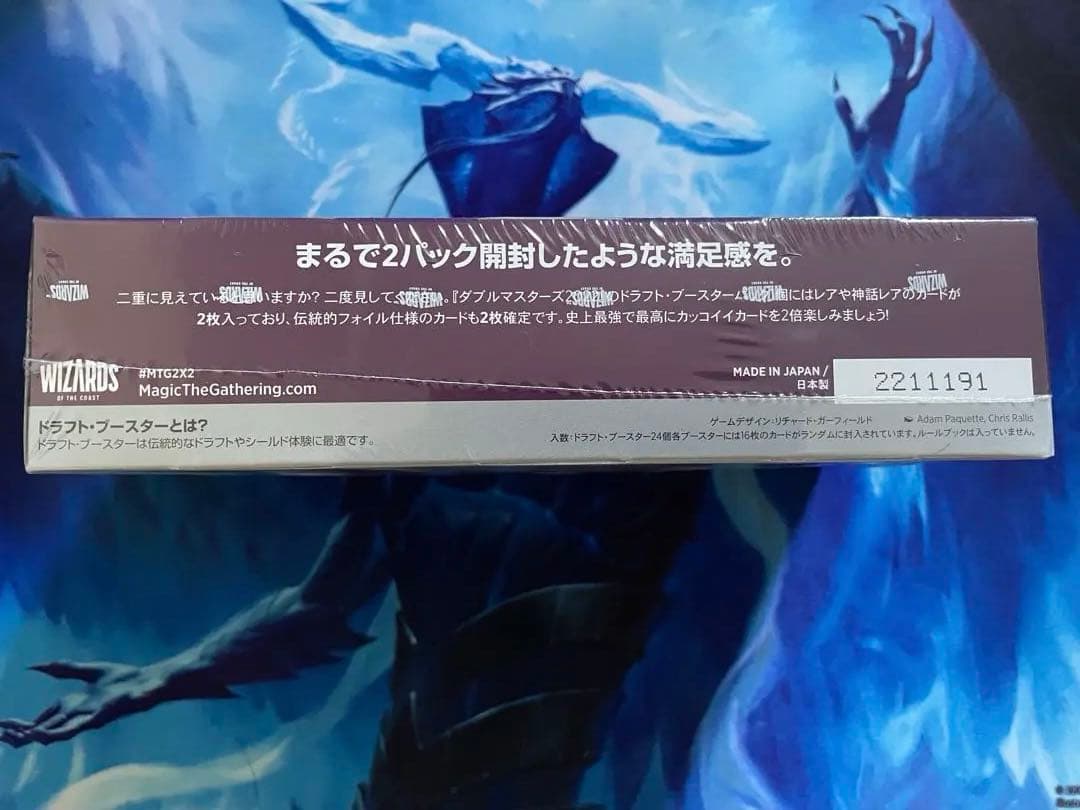 まるで2パック開封したような満足感を。
二重に見えてい いますか? 二度見して 。『ダブルマスターズ2 のドラフト・ブースター 個にはレアや神話レアのカードが
2枚入っており、伝統的フォイル仕様のカードも2枚確定です。史上最強で最高にカッコイイカードを2倍楽しみましょう!
WIZARDS
OF THE COAST
#MTG2X2
MagicTheGathering.com
MADE IN JAPAN /
日本製
2211191
ドラフト・ブースターとは?
ドラフト・ブースターは伝統的なドラフトやシールド体験に最適です。
ゲームデザイン・リチャード・ガーフィールド Adam Paquette, Chris Rallis
入数:ドラフト・ブースター24個各ブースターには16枚のカードがランダムに封入されています。ルールブックは入っていません。
WIZARDS
WIZARDS
WIZARDS
WIZARDS
WIZARDS
WIZARDS